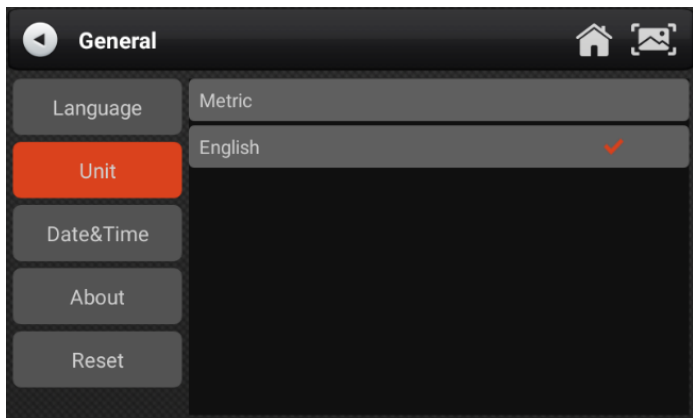 General
Language
Unit
Date&Time
About
Reset
Metric
English